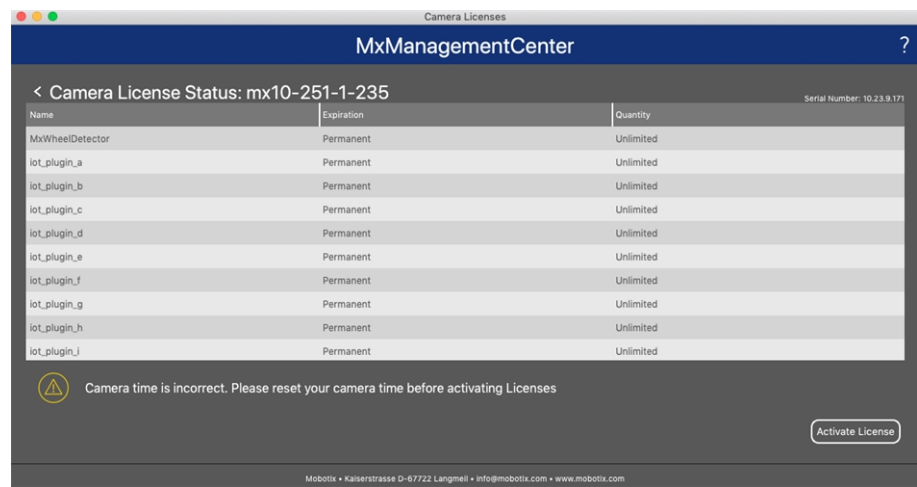 Camera Licenses
MxManagementCenter ?
< Camera License Status: mx10-251-1-235
Serial Number: 10.23.9.171
Name Expiration Quantity
MxWheelDetector Permanent Unlimited
iot_plugin_a Permanent Unlimited
iot_plugin_b Permanent Unlimited
iot_plugin_c Permanent Unlimited
iot_plugin_d Permanent Unlimited
iot_plugin_e Permanent Unlimited
iot_plugin_f Permanent Unlimited
iot_plugin_g Permanent Unlimited
iot_plugin_h Permanent Unlimited
iot_plugin_i Permanent Unlimited
Camera time is incorrect. Please reset your camera time before activating Licenses
Activate License
Mobotix • Kaiserstrasse D-67722 Langmeil • info@mobotix.com • www.mobotix.com